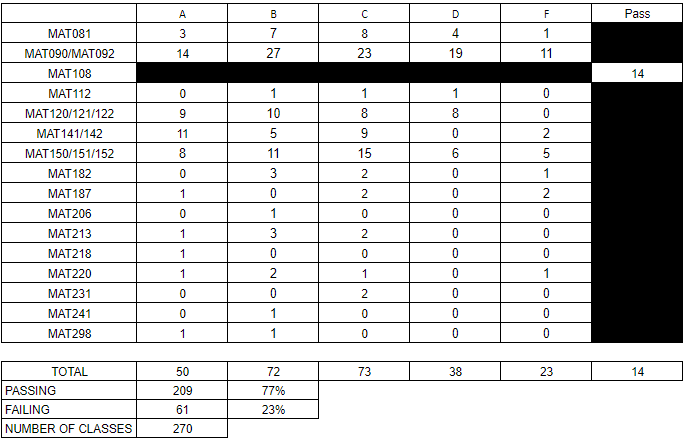 A B C D F Pass
MAT081 3 7 8 4 1
MAT090/MAT092 14 27 23 19 11
MAT108 14
MAT112 0 1 1 1 0
MAT120/121/122 9 10 8 8 0
MAT141/142 11 5 9 0 2
MAT150/151/152 8 11 15 6 5
MAT182 0 3 2 0 1
MAT187 1 0 2 0 2
MAT206 0 1 0 0 0
MAT213 1 3 2 0 0
MAT218 1 0 0 0 0
MAT220 1 2 1 0 1
MAT231 0 0 2 0 0
MAT241 0 1 0 0 0
MAT298 1 1 0 0 0
TOTAL 50 72 73 38 23 14
PASSING 209 77%
FAILING 61 23%
NUMBER OF CLASSES 270